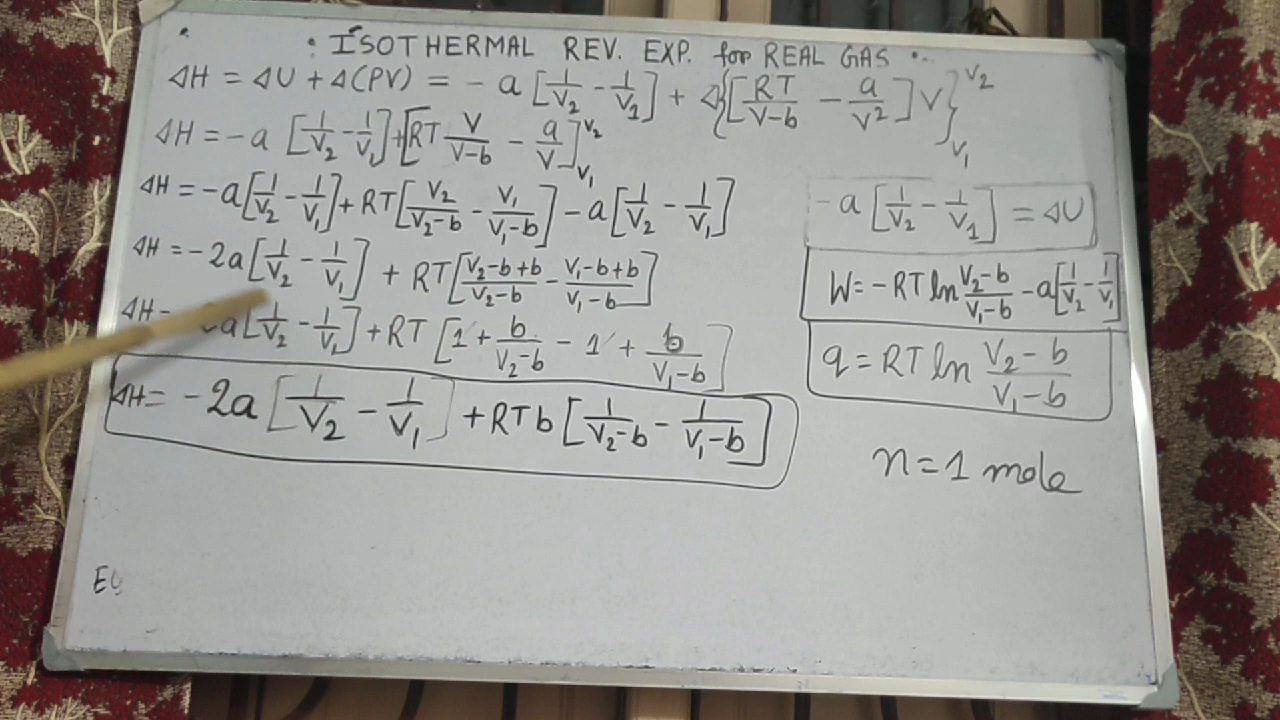 ISOTHERMAL REV. EXP. for REAL GAS
ΔH = ΔU + Δ(PV) = - a [1/V₂ - 1/V₁] + Δ{[RT/V-b - a/V²] V}V₂ V₁
ΔH = -a [1/V₂ - 1/V₁] + [RT V/V-b - a/V]V₂ V₁
ΔH = -a[1/V₂ - 1/V₁] + RT[V₂/V₂-b - V₁/V₁-b] - a[1/V₂ - 1/V₁]
ΔH = -2a[1/V₂ - 1/V₁] + RT[V₂-b+b/V₂-b - V₁-b+b/V₁-b]
ΔH = a[1/V₂ - 1/V₁] + RT [1 + b/V₂-b - 1 + b/V₁-b]
ΔH = -2a [1/V₂ - 1/V₁] + RTb [1/V₂-b - 1/V₁-b]
-a [1/V₂ - 1/V₁] = ΔU
W = -RT ln V₂-b/V₁-b - a[1/V₂ - 1/V₁]
q = RT ln V₂-b/V₁-b
n = 1 mole